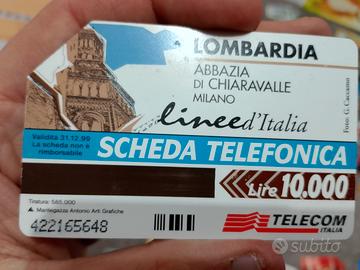 LOMBARDIA
ABBAZIA
DI CHIARAVALLE
MILANO
linee d'Italia
Foto: G. Caccamo
Validità 31.12.99
La scheda non è
rimborsabile
SCHEDA TELEFONICA
Lire 10.000
Tiratura: 585.000
Mantegazza Antonio Arti Grafiche
422165648
TELECOM
ITALIA
subito